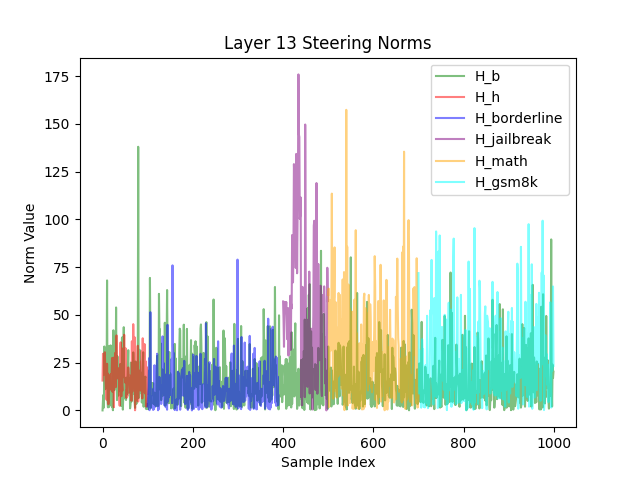 Layer 13 Steering Norms
Norm Value
175
150
125
100
75
50
25
0
H_b
H_h
H_borderline
H_jailbreak
H_math
H_gsm8k
0
200
400
600
800
1000
Sample Index